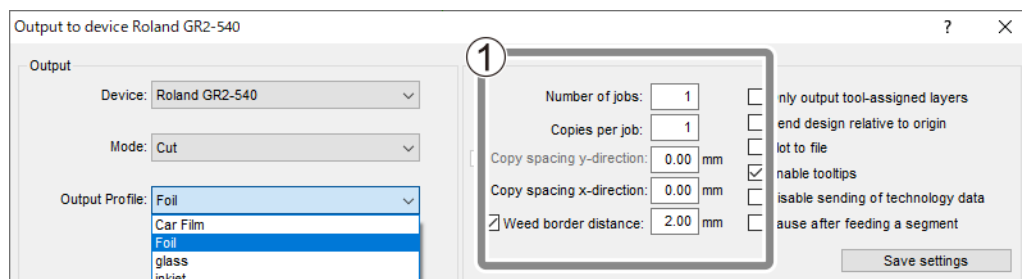 Output to device Roland GR2-540
? X
Output
Device: Roland GR2-540
Mode: Cut
Output Profile: Foil
Car Film
Foil
glass
inkjet
1
Number of jobs: 1
Copies per job: 1
Copy spacing y-direction: 0.00 mm
Copy spacing x-direction: 0.00 mm
Weed border distance: 2.00 mm
nly output tool-assigned layers
end design relative to origin
lot to file
nable tooltips
isable sending of technology data
ause after feeding a segment
Save settings